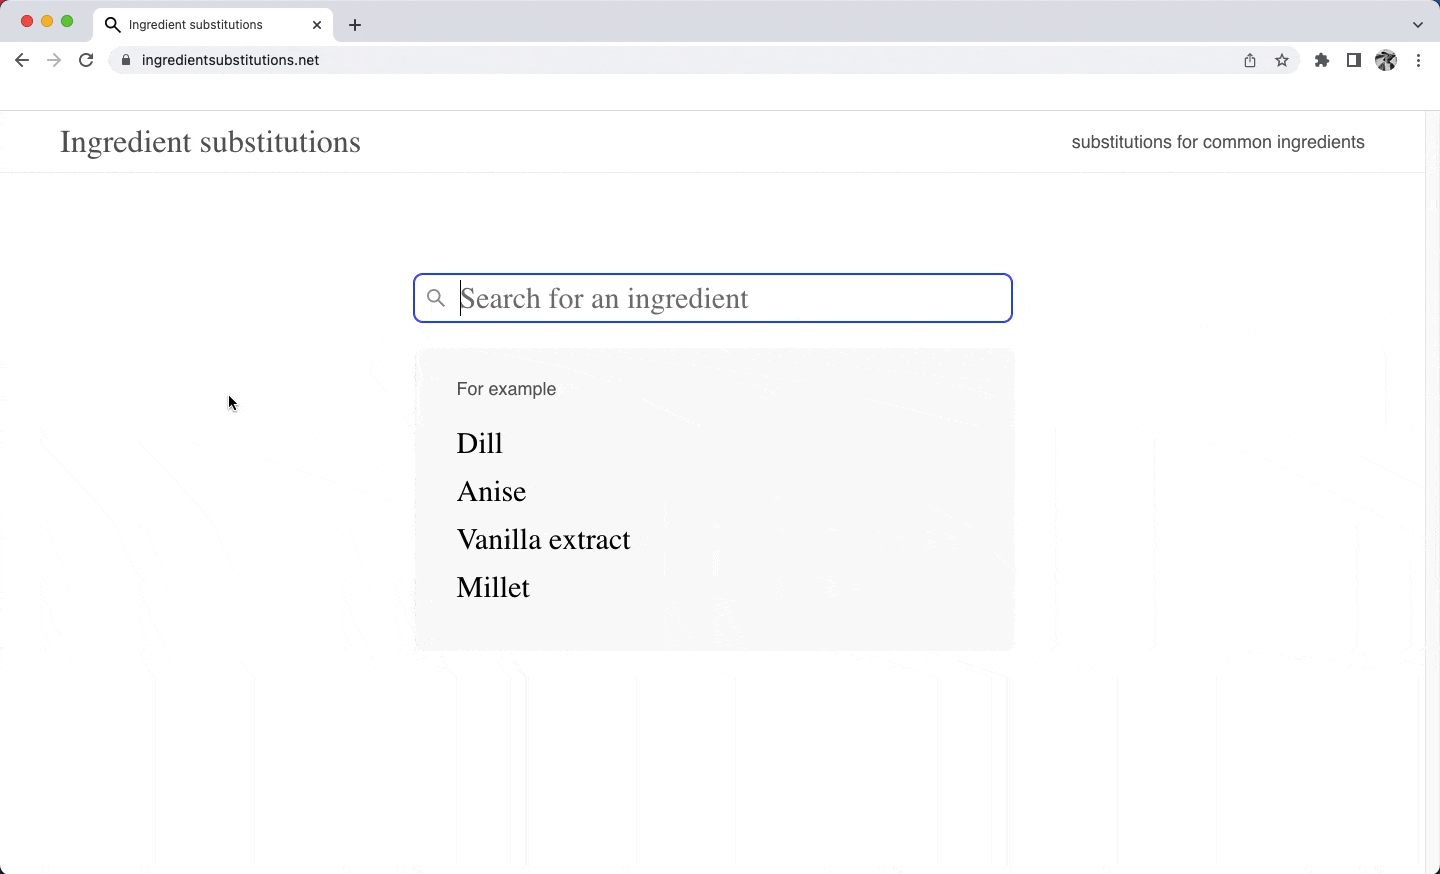 Ingredient substitutions
ingredientsubstitutions.net
Ingredient substitutions
substitutions for common ingredients
Search for an ingredient
For example
Dill
Anise
Vanilla extract
Millet